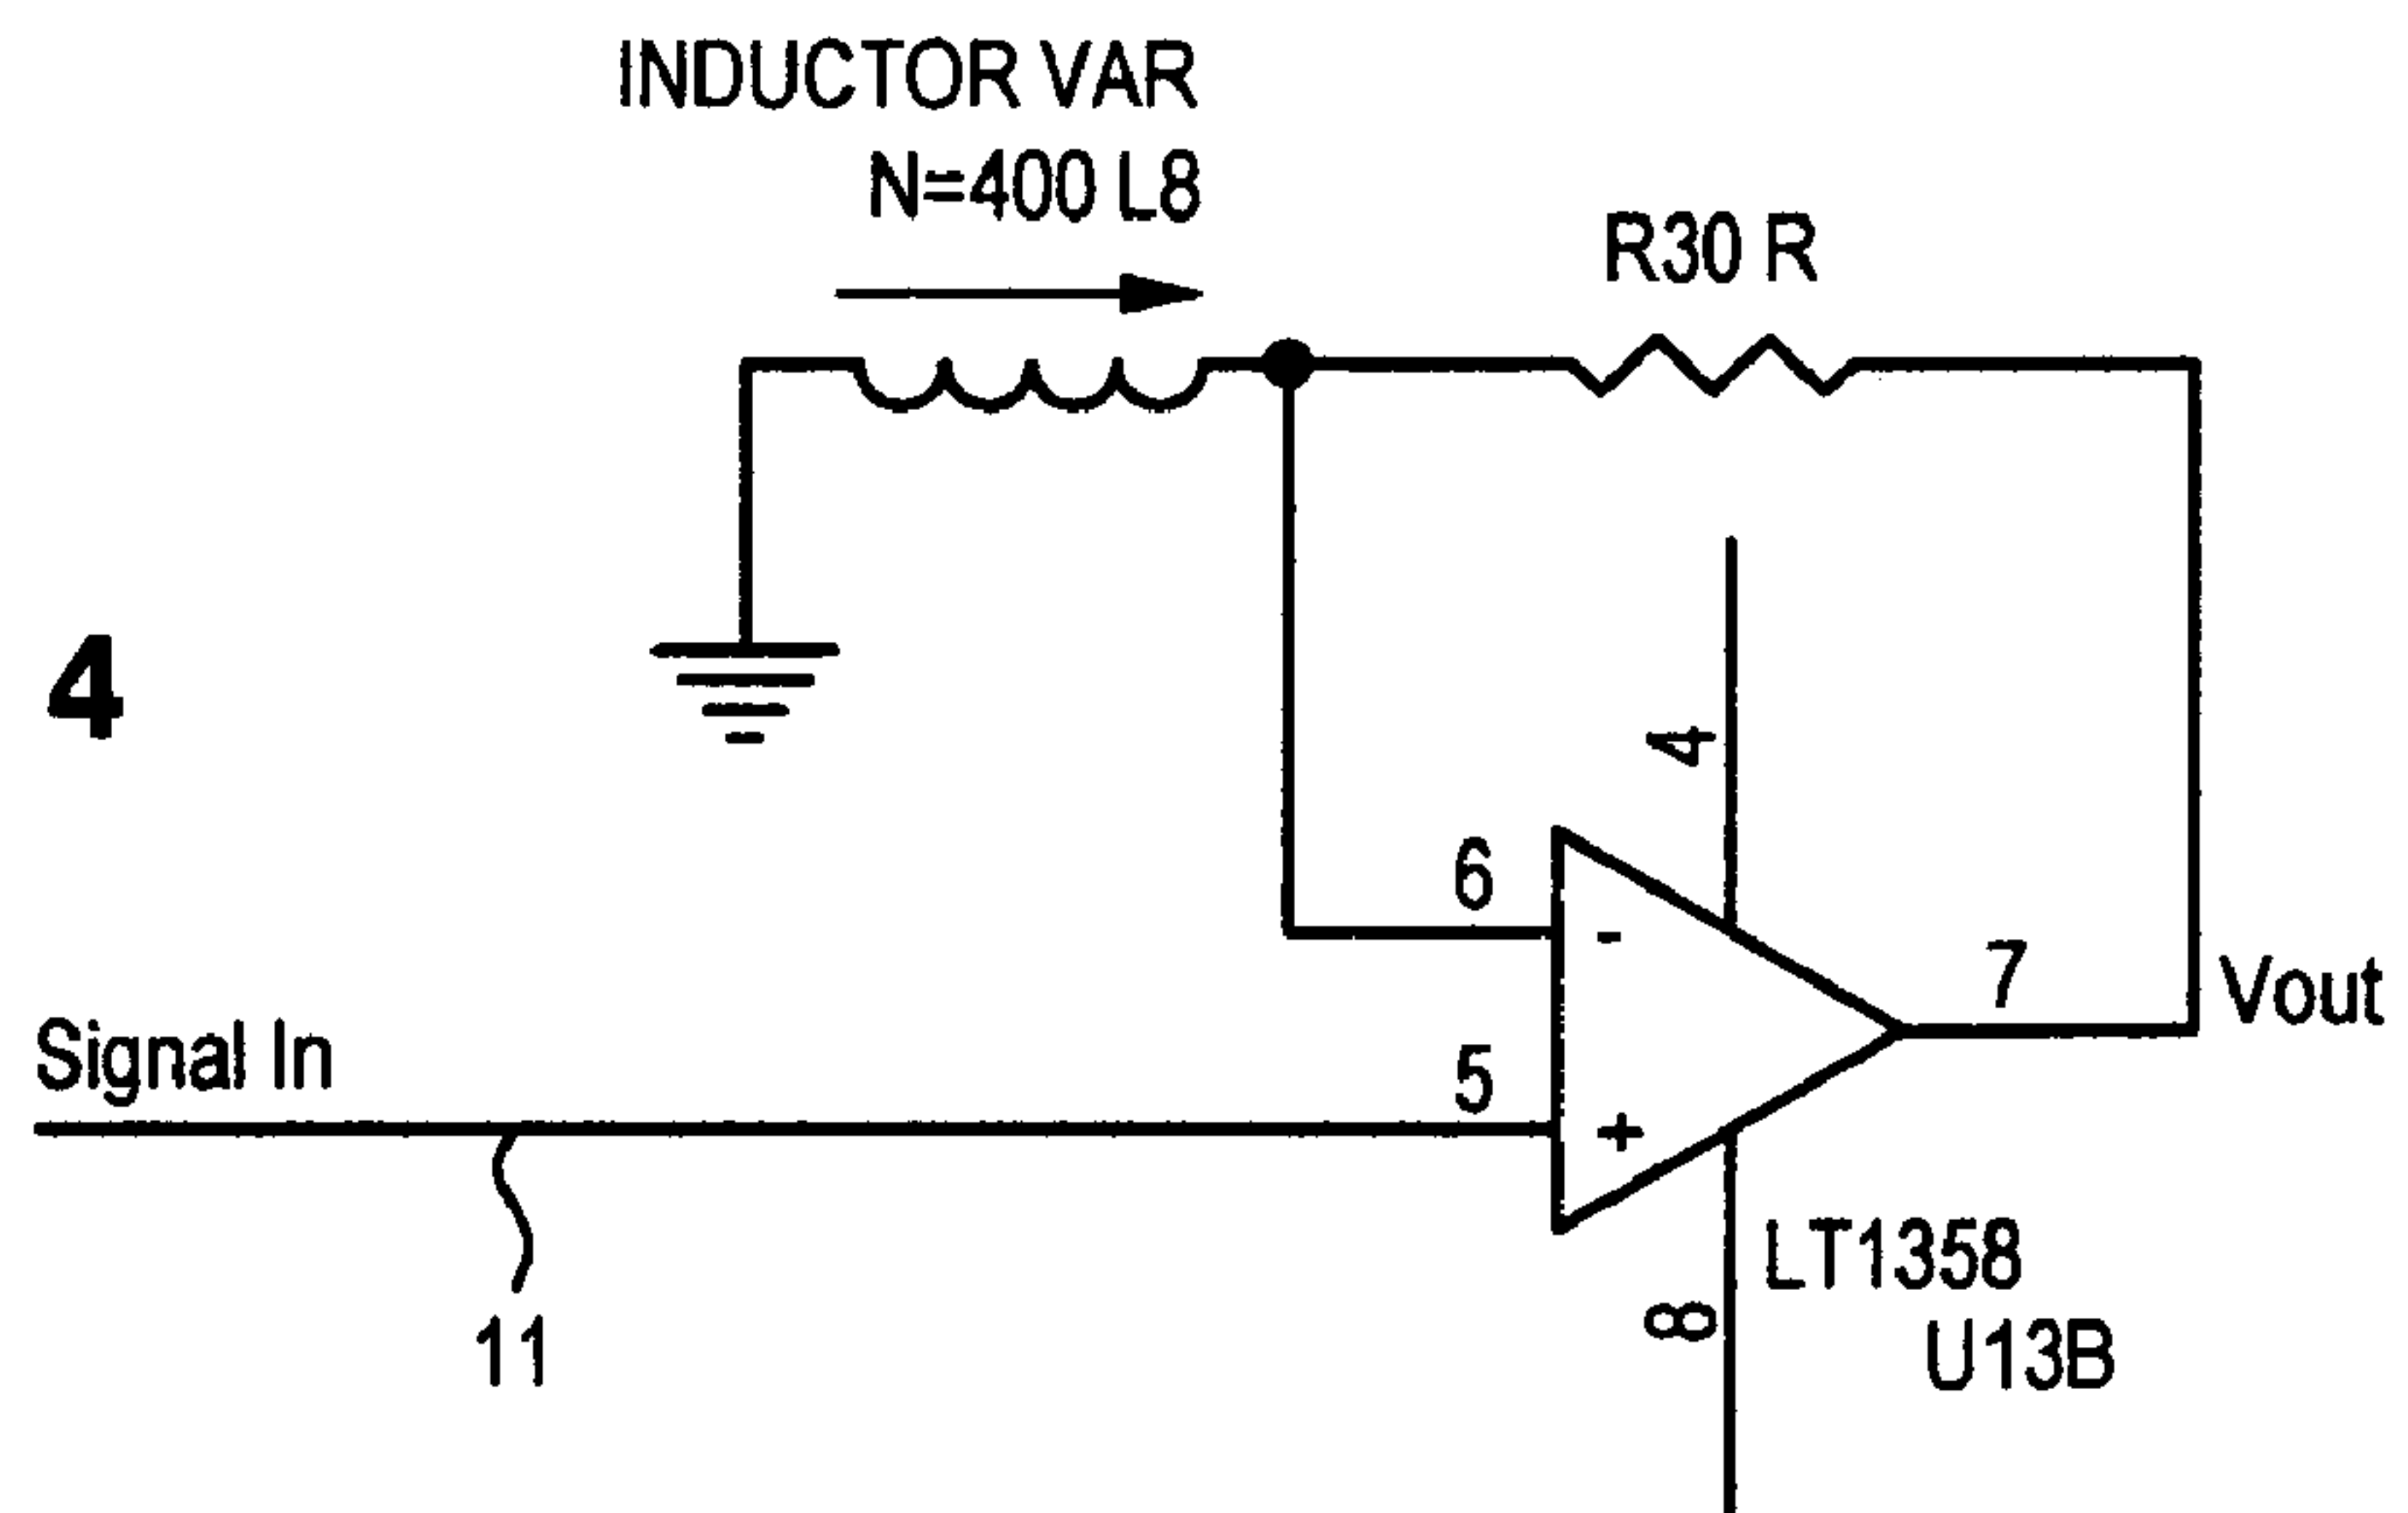 INDUCTOR VAR
N=400 L8
R30 R
4
4
6
7
Vout
Signal In
5
-
+
LT1358
8
U13B
11